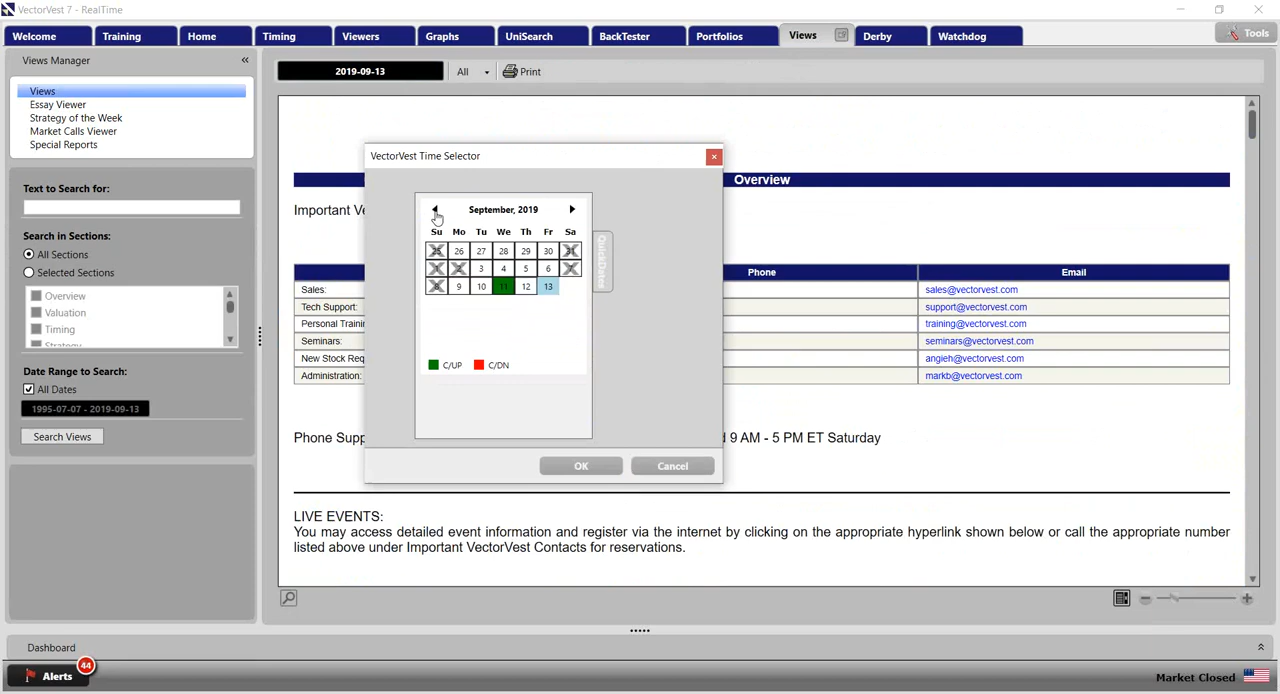 VectorVest 7 - RealTime
Welcome Training Home Timing Viewers Graphs UniSearch BackTester Portfolios Views Derby Watchdog Tools
Views Manager «
2019-09-13 All Print
Views
Essay Viewer
Strategy of the Week
Market Calls Viewer
Special Reports
Text to Search for:
Search in Sections:
All Sections
Selected Sections
Overview
Valuation
Timing
Strategy
Date Range to Search:
All Dates
1995-07-07 - 2019-09-13
Search Views
Overview
Important Ve
Phone Email
Sales: sales@vectorvest.com
Tech Support: support@vectorvest.com
Personal Trainin training@vectorvest.com
Seminars: seminars@vectorvest.com
New Stock Req angieh@vectorvest.com
Administration: markb@vectorvest.com
Phone Supp d 9 AM - 5 PM ET Saturday
LIVE EVENTS:
You may access detailed event information and register via the internet by clicking on the appropriate hyperlink shown below or call the appropriate number
listed above under Important VectorVest Contacts for reservations.
VectorVest Time Selector
September, 2019
Su Mo Tu We Th Fr Sa
25 26 27 28 29 30 31
1 2 3 4 5 6 7
8 9 10 11 12 13
C/UP C/DN
QuickDates
OK Cancel
Dashboard
Alerts 44
Market Closed